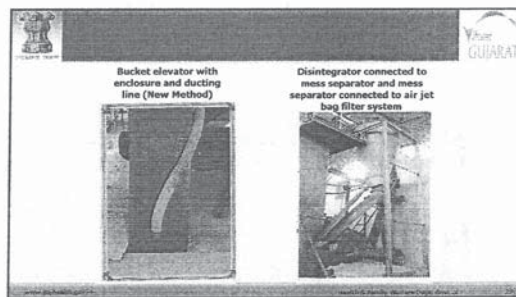 GUJARAT
Bucket elevator with
enclosure and ducting
line (New Method)
Disintegrator connected to
mess separator and mess
separator connected to air jet
bag filter system